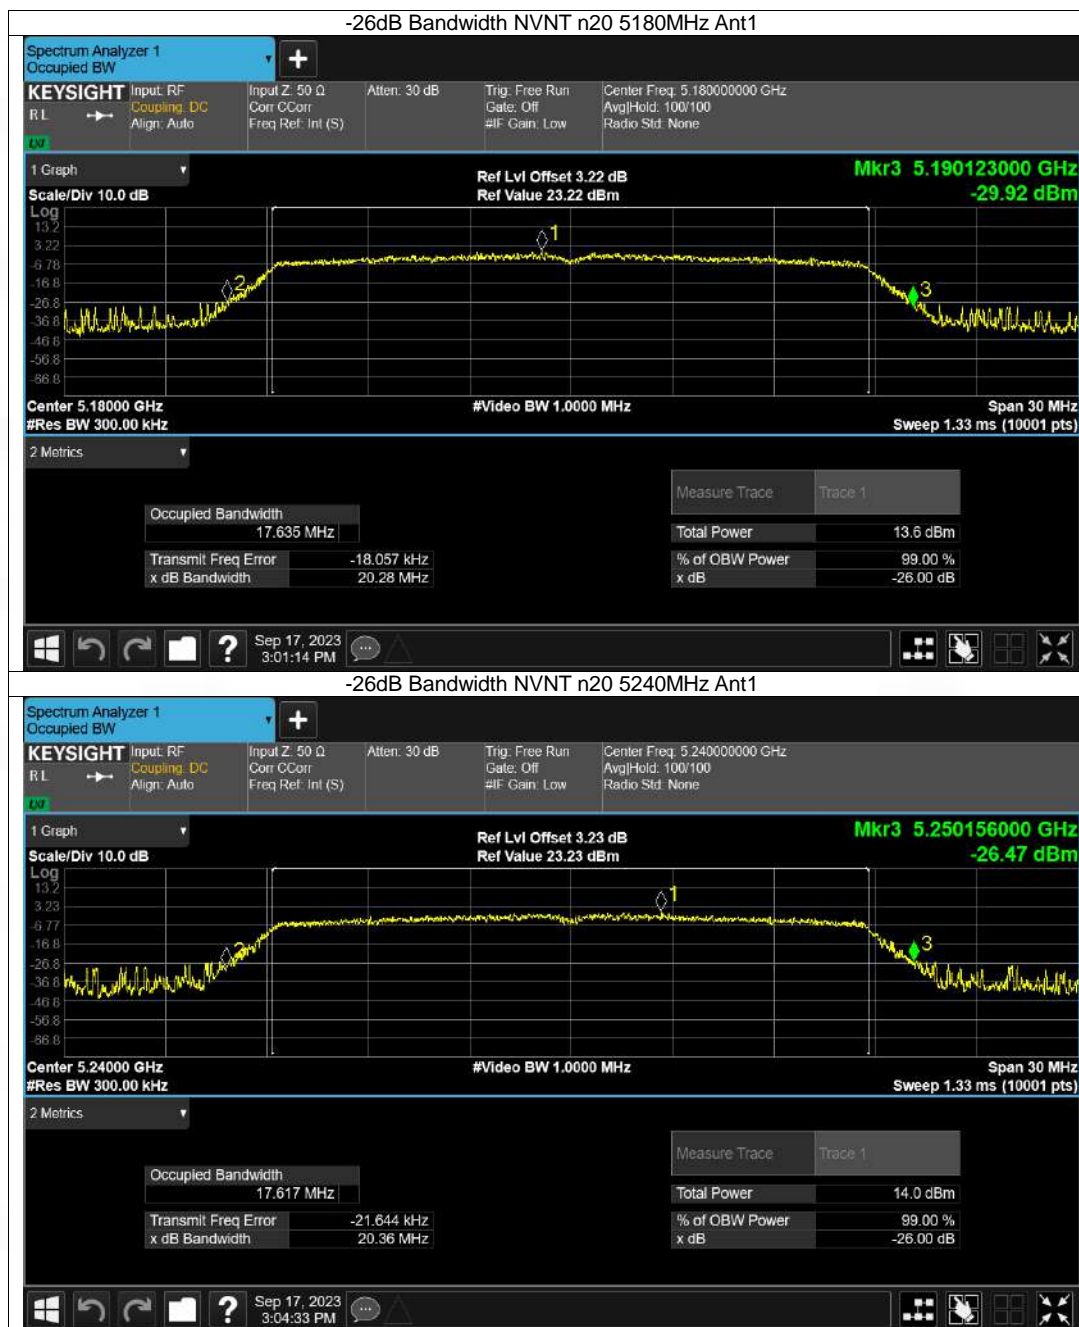 -26dB Bandwidth NVNT n20 5180MHz Ant1
Spectrum Analyzer 1
Occupied BW
+
KEYSIGHT Input: RF Input Z: 50 Ω Atten: 30 dB Trig: Free Run Center Freq: 5.180000000 GHz
RL Coupling: DC Corr CCorr Gate: Off Avg|Hold: 100/100
Align: Auto Freq Ref: Int (S) #IF Gain: Low Radio Std: None
LXI
1 Graph Ref Lvl Offset 3.22 dB Mkr3 5.190123000 GHz
Scale/Div 10.0 dB Ref Value 23.22 dBm -29.92 dBm
Log
13.2
3.22
-6.78
-16.8
-26.8
-36.8
-46.8
-56.8
-66.8
1
2
3
Center 5.18000 GHz #Video BW 1.0000 MHz Span 30 MHz
#Res BW 300.00 kHz Sweep 1.33 ms (10001 pts)
2 Metrics
Measure Trace Trace 1
Occupied Bandwidth
17.635 MHz Total Power 13.6 dBm
Transmit Freq Error -18.057 kHz % of OBW Power 99.00 %
x dB Bandwidth 20.28 MHz x dB -26.00 dB
? Sep 17, 2023
3:01:14 PM
-26dB Bandwidth NVNT n20 5240MHz Ant1
Spectrum Analyzer 1
Occupied BW
+
KEYSIGHT Input: RF Input Z: 50 Ω Atten: 30 dB Trig: Free Run Center Freq: 5.240000000 GHz
RL Coupling: DC Corr CCorr Gate: Off Avg|Hold: 100/100
Align: Auto Freq Ref: Int (S) #IF Gain: Low Radio Std: None
LXI
1 Graph Ref Lvl Offset 3.23 dB Mkr3 5.250156000 GHz
Scale/Div 10.0 dB Ref Value 23.23 dBm -26.47 dBm
Log
13.2
3.23
-6.77
-16.8
-26.8
-36.8
-46.8
-56.8
-66.8
1
2
3
Center 5.24000 GHz #Video BW 1.0000 MHz Span 30 MHz
#Res BW 300.00 kHz Sweep 1.33 ms (10001 pts)
2 Metrics
Measure Trace Trace 1
Occupied Bandwidth
17.617 MHz Total Power 14.0 dBm
Transmit Freq Error -21.644 kHz % of OBW Power 99.00 %
x dB Bandwidth 20.36 MHz x dB -26.00 dB
? Sep 17, 2023
3:04:33 PM